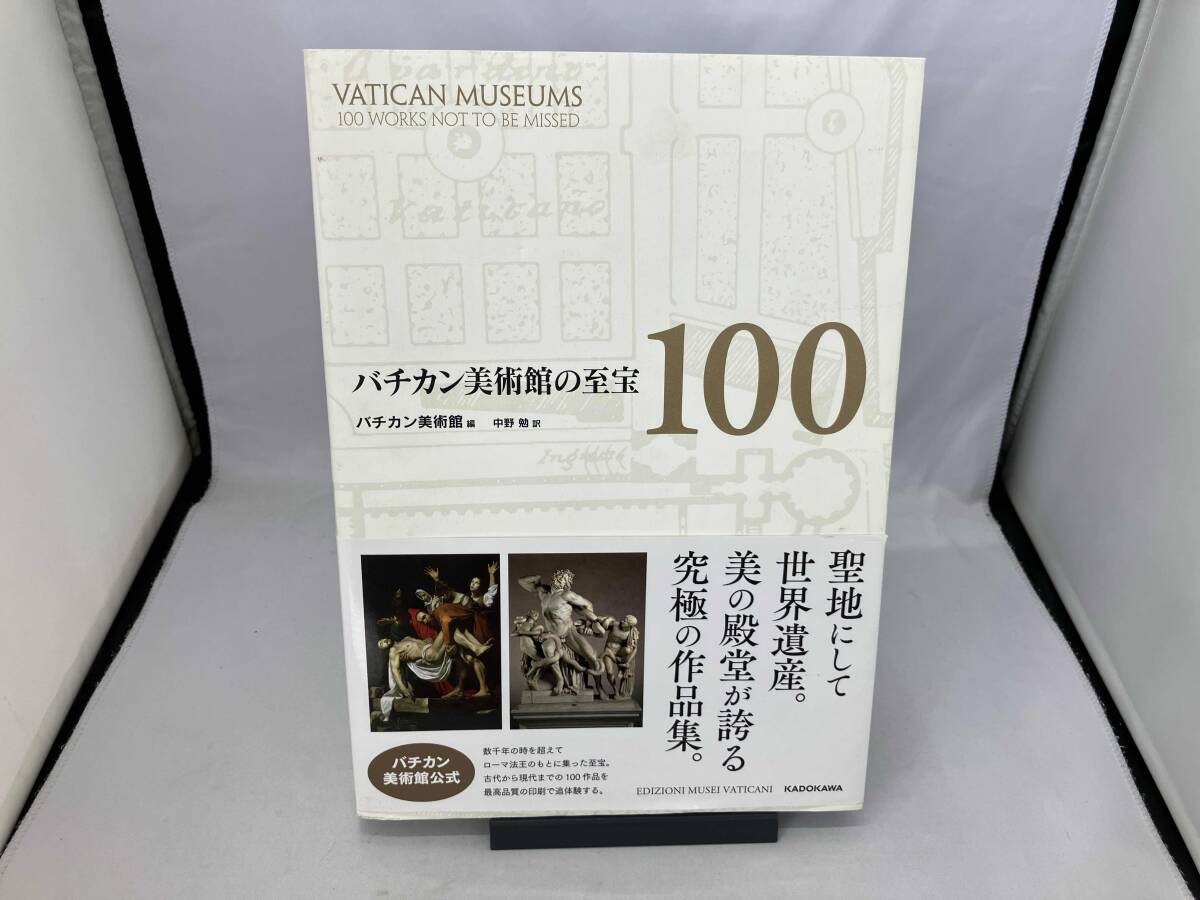 VATICAN MUSEUMS
100 WORKS NOT TO BE MISSED
Vaticano
バチカン美術館の至宝
100
バチカン美術館 編 中野 勉 訳
聖地にして
世界遺産。
美の殿堂が誇る
究極の作品集。
バチカン
美術館公式
数千年の時を超えて
ローマ法王のもとに集った至宝。
古代から現代までの100作品を
最高品質の印刷で追体験する。
EDIZIONI MUSEI VATICANI
KADOKAWA